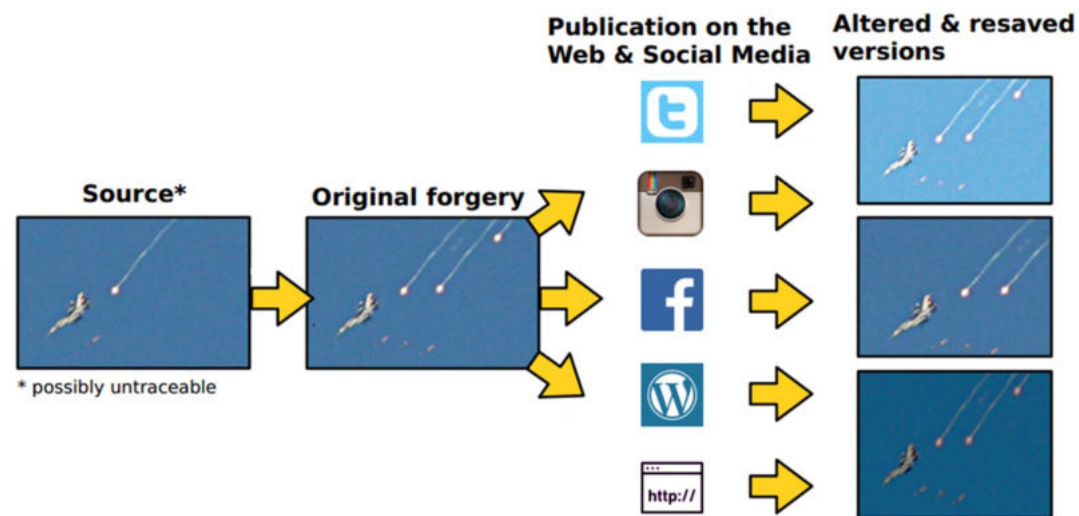 Publication on the
Web & Social Media
Altered & resaved
versions
Source*
Original forgery
* possibly untraceable
http://